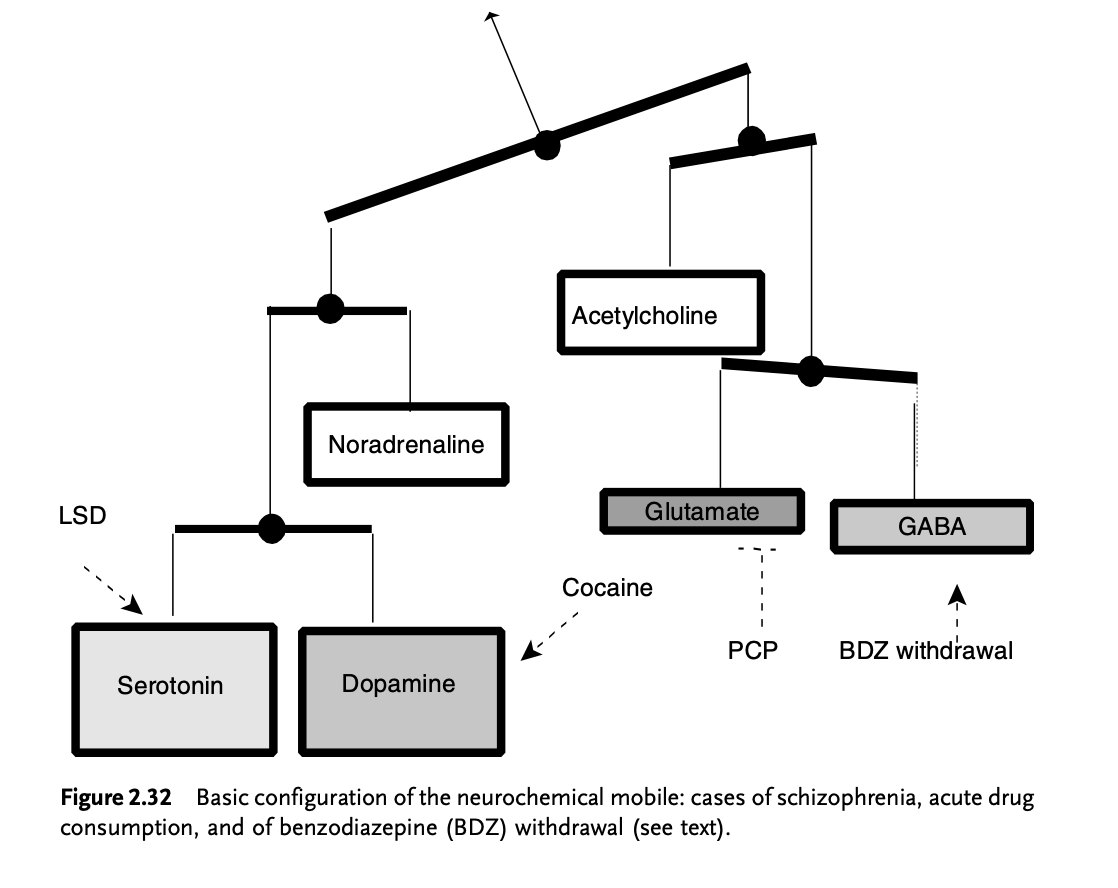 Acetylcholine
Noradrenaline
LSD
Glutamate
GABA
Cocaine
PCP
BDZ withdrawal
Serotonin
Dopamine
Figure 2.32 Basic configuration of the neurochemical mobile: cases of schizophrenia, acute drug
consumption, and of benzodiazepine (BDZ) withdrawal (see text).